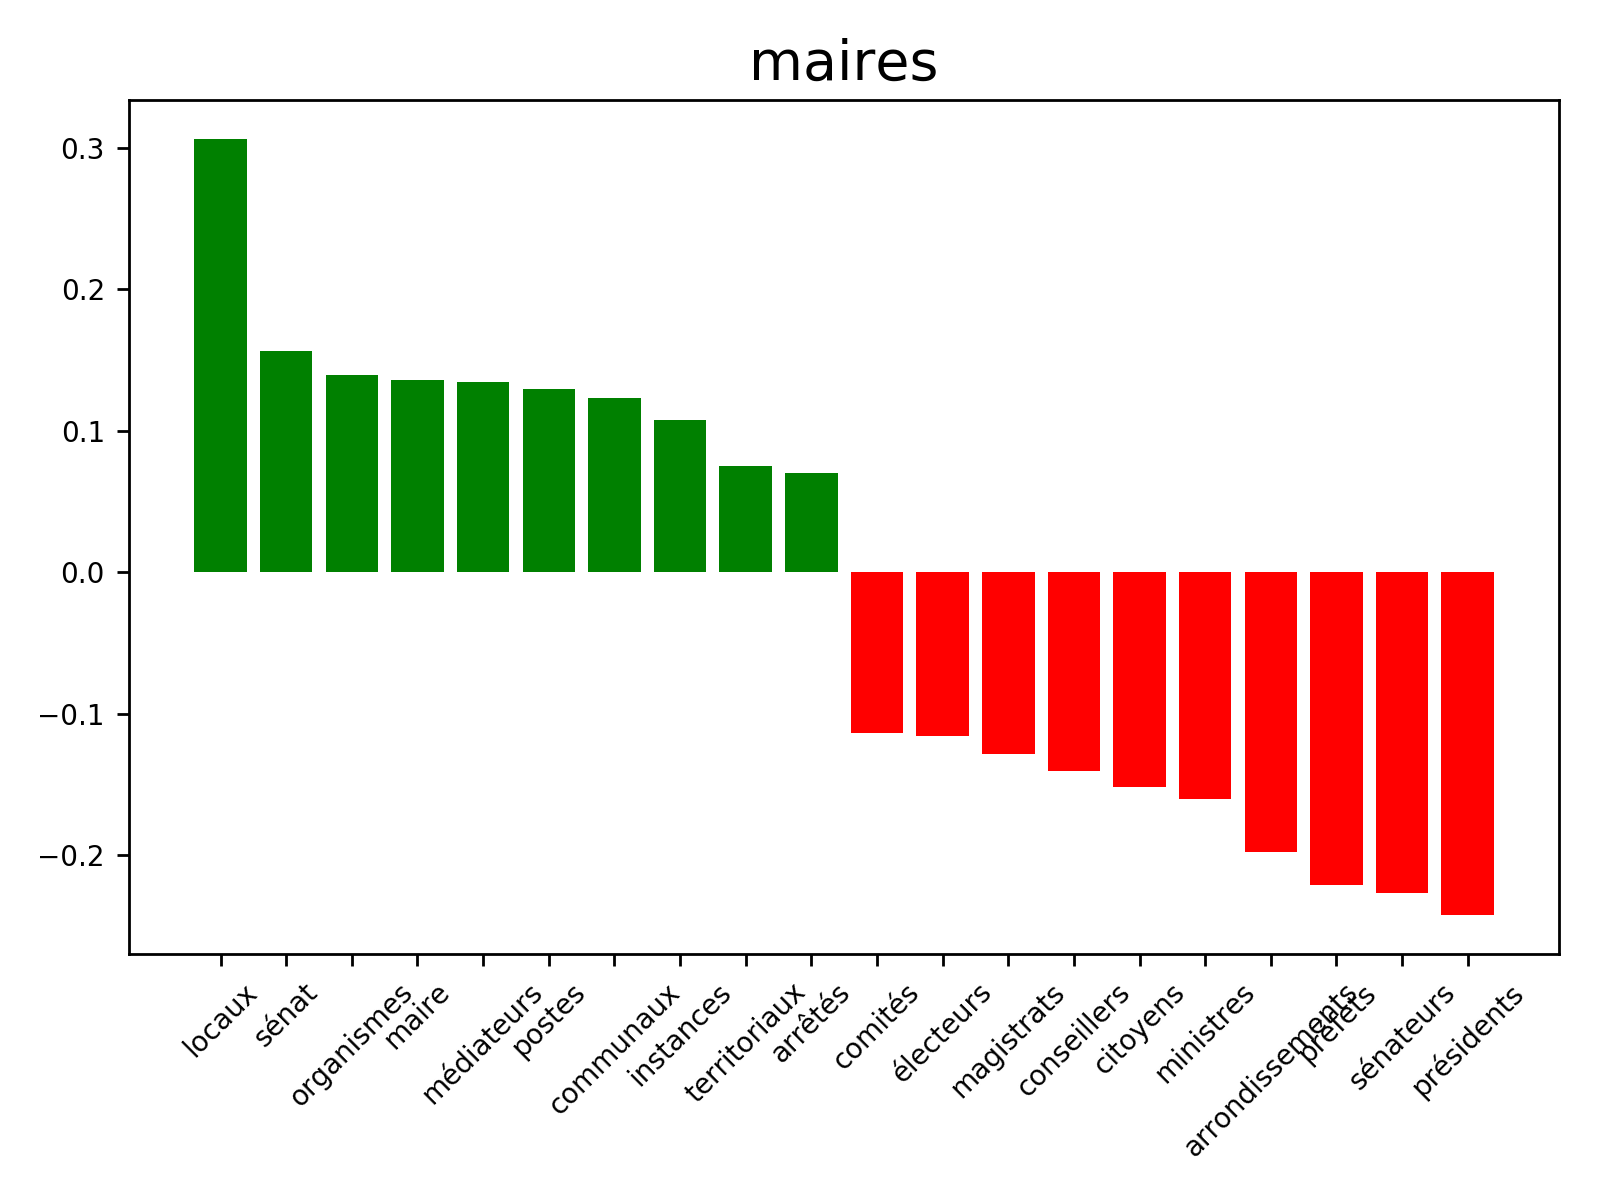 maires
0.3
0.2
0.1
0.0
−0.1
−0.2
locaux
sénat
organismes
maire
médiateurs
postes
communaux
instances
territoriaux
arrêtés
comités
électeurs
magistrats
conseillers
citoyens
ministres
arrondissements
préfets
sénateurs
présidents